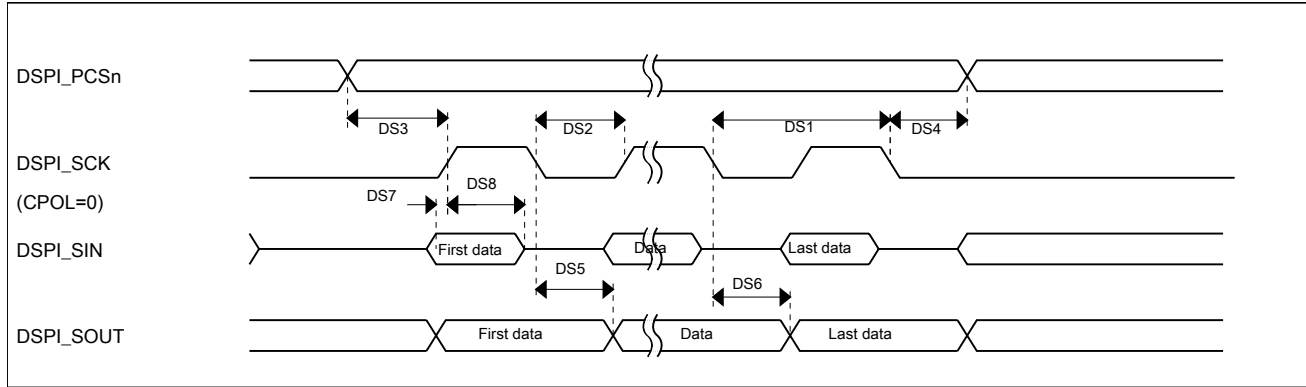 DSPI_PCSn
DS3
DS2
DS1
DS4
DSPI_SCK
(CPOL=0)
DS7
DS8
DSPI_SIN
First data
Data
Last data
DS5
DS6
DSPI_SOUT
First data
Data
Last data